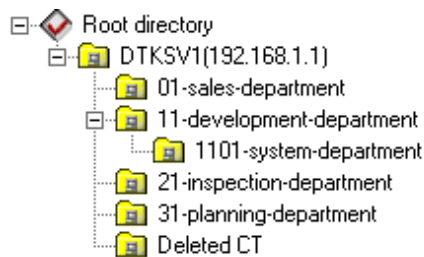 Root directory
DTKSV1(192.168.1.1)
01-sales-department
11-development-department
1101-system-department
21-inspection-department
31-planning-department
Deleted CT